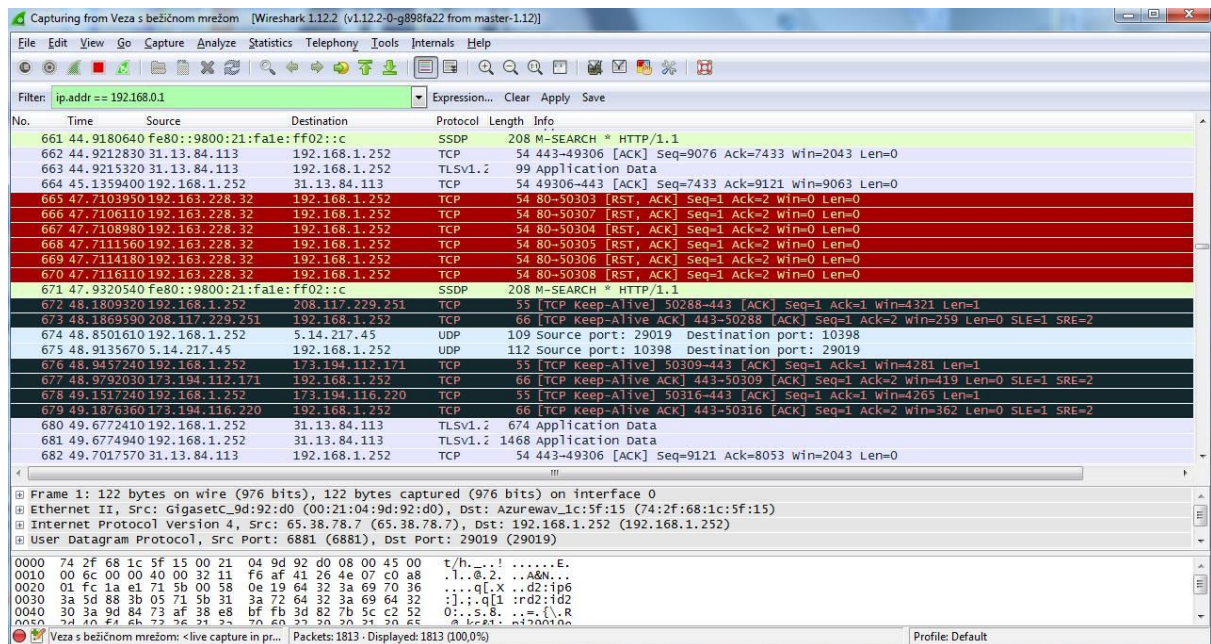 Capturing from Veza s bežičnom mrežom [Wireshark 1.12.2 (v1.12.2-0-g898fa22 from master-1.12)]
File Edit View Go Capture Analyze Statistics Telephony Tools Internals Help
Filter: ip.addr == 192.168.0.1 Expression... Clear Apply Save
No. Time Source Destination Protocol Length Info
661 44.9180640 fe80::9800:21:fa1e: ff02::c SSDP 208 M-SEARCH * HTTP/1.1
662 44.9212830 31.13.84.113 192.168.1.252 TCP 54 443→49306 [ACK] Seq=9076 Ack=7433 Win=2043 Len=0
663 44.9215320 31.13.84.113 192.168.1.252 TLSv1.2 99 Application Data
664 45.1359400 192.168.1.252 31.13.84.113 TCP 54 49306→443 [ACK] Seq=7433 Ack=9121 Win=9063 Len=0
665 47.7103950 192.163.228.32 192.168.1.252 TCP 54 80→50303 [RST, ACK] Seq=1 Ack=2 Win=0 Len=0
666 47.7106110 192.163.228.32 192.168.1.252 TCP 54 80→50307 [RST, ACK] Seq=1 Ack=2 Win=0 Len=0
667 47.7108980 192.163.228.32 192.168.1.252 TCP 54 80→50304 [RST, ACK] Seq=1 Ack=2 Win=0 Len=0
668 47.7111560 192.163.228.32 192.168.1.252 TCP 54 80→50305 [RST, ACK] Seq=1 Ack=2 Win=0 Len=0
669 47.7114180 192.163.228.32 192.168.1.252 TCP 54 80→50306 [RST, ACK] Seq=1 Ack=2 Win=0 Len=0
670 47.7116110 192.163.228.32 192.168.1.252 TCP 54 80→50308 [RST, ACK] Seq=1 Ack=2 Win=0 Len=0
671 47.9320540 fe80::9800:21:fa1e: ff02::c SSDP 208 M-SEARCH * HTTP/1.1
672 48.1809320 192.168.1.252 208.117.229.251 TCP 55 [TCP Keep-Alive] 50288→443 [ACK] Seq=1 Ack=1 Win=4321 Len=1
673 48.1869590 208.117.229.251 192.168.1.252 TCP 66 [TCP Keep-Alive ACK] 443→50288 [ACK] Seq=1 Ack=2 Win=259 Len=0 SLE=1 SRE=2
674 48.8501610 192.168.1.252 5.14.217.45 UDP 109 Source port: 29019 Destination port: 10398
675 48.9135670 5.14.217.45 192.168.1.252 UDP 112 Source port: 10398 Destination port: 29019
676 48.9457240 192.168.1.252 173.194.112.171 TCP 55 [TCP Keep-Alive] 50309→443 [ACK] Seq=1 Ack=1 Win=4281 Len=1
677 48.9792030 173.194.112.171 192.168.1.252 TCP 66 [TCP Keep-Alive ACK] 443→50309 [ACK] Seq=1 Ack=2 Win=419 Len=0 SLE=1 SRE=2
678 49.1517240 192.168.1.252 173.194.116.220 TCP 55 [TCP Keep-Alive] 50316→443 [ACK] Seq=1 Ack=1 Win=4265 Len=1
679 49.1876360 173.194.116.220 192.168.1.252 TCP 66 [TCP Keep-Alive ACK] 443→50316 [ACK] Seq=1 Ack=2 Win=362 Len=0 SLE=1 SRE=2
680 49.6772410 192.168.1.252 31.13.84.113 TLSv1.2 674 Application Data
681 49.6774940 192.168.1.252 31.13.84.113 TLSv1.2 1468 Application Data
682 49.7017570 31.13.84.113 192.168.1.252 TCP 54 443→49306 [ACK] Seq=9121 Ack=8053 Win=2043 Len=0
Frame 1: 122 bytes on wire (976 bits), 122 bytes captured (976 bits) on interface 0
Ethernet II, Src: GigasetC_9d:92:d0 (00:21:04:9d:92:d0), Dst: Azurewav_1c:5f:15 (74:2f:68:1c:5f:15)
Internet Protocol Version 4, Src: 65.38.78.7 (65.38.78.7), Dst: 192.168.1.252 (192.168.1.252)
User Datagram Protocol, Src Port: 6881 (6881), Dst Port: 29019 (29019)
0000 74 2f 68 1c 5f 15 00 21 04 9d 92 d0 08 00 45 00 t/h._..! ......E.
0010 00 6c 00 00 40 00 32 11 f6 af 41 26 4e 07 c0 a8 .l..@.2. ..A&N...
0020 01 fc 1a e1 71 5b 00 58 0e 19 64 32 3a 69 70 36 ....q[.X ..d2:ip6
0030 3a 5d 88 3b 05 71 5b 31 3a 72 64 32 3a 69 64 32 :].;.q[1 :rd2:id2
0040 30 3a 9d 84 73 af 38 e8 bf fb 3d 82 7b 5c c2 52 0:..s.8. ..=.{\.R
Veza s bežičnom mrežom: <live capture in pr... Packets: 1813 · Displayed: 1813 (100,0%) Profile: Default